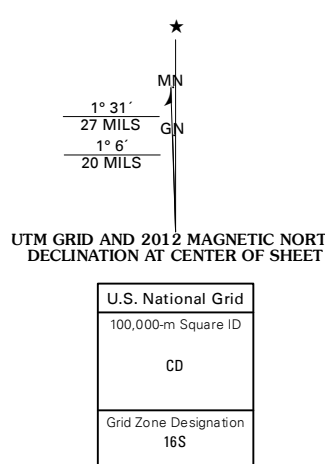 ★
MN
1° 31´
27 MILS
GN
1° 6´
20 MILS
UTM GRID AND 2012 MAGNETIC NORT
DECLINATION AT CENTER OF SHEET
U.S. National Grid
100,000-m Square ID
CD
Grid Zone Designation
16S